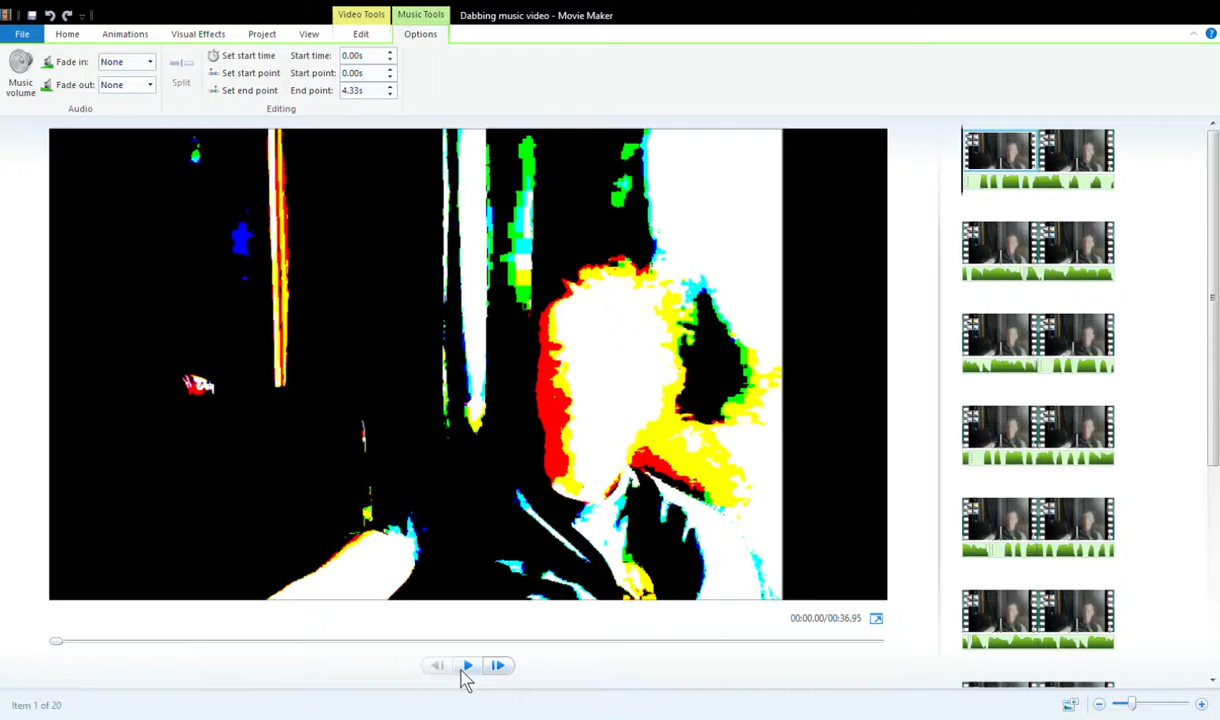 Video Tools Music Tools Dabbing music video - Movie Maker
File Home Animations Visual Effects Project View Edit Options
Music volume
Fade in: None
Fade out: None
Split
Set start time
Set start point
Set end point
Start time: 0.00s
Start point: 0.00s
End point: 4.33s
Audio Editing
00:00.00/00:36.95
Item 1 of 20